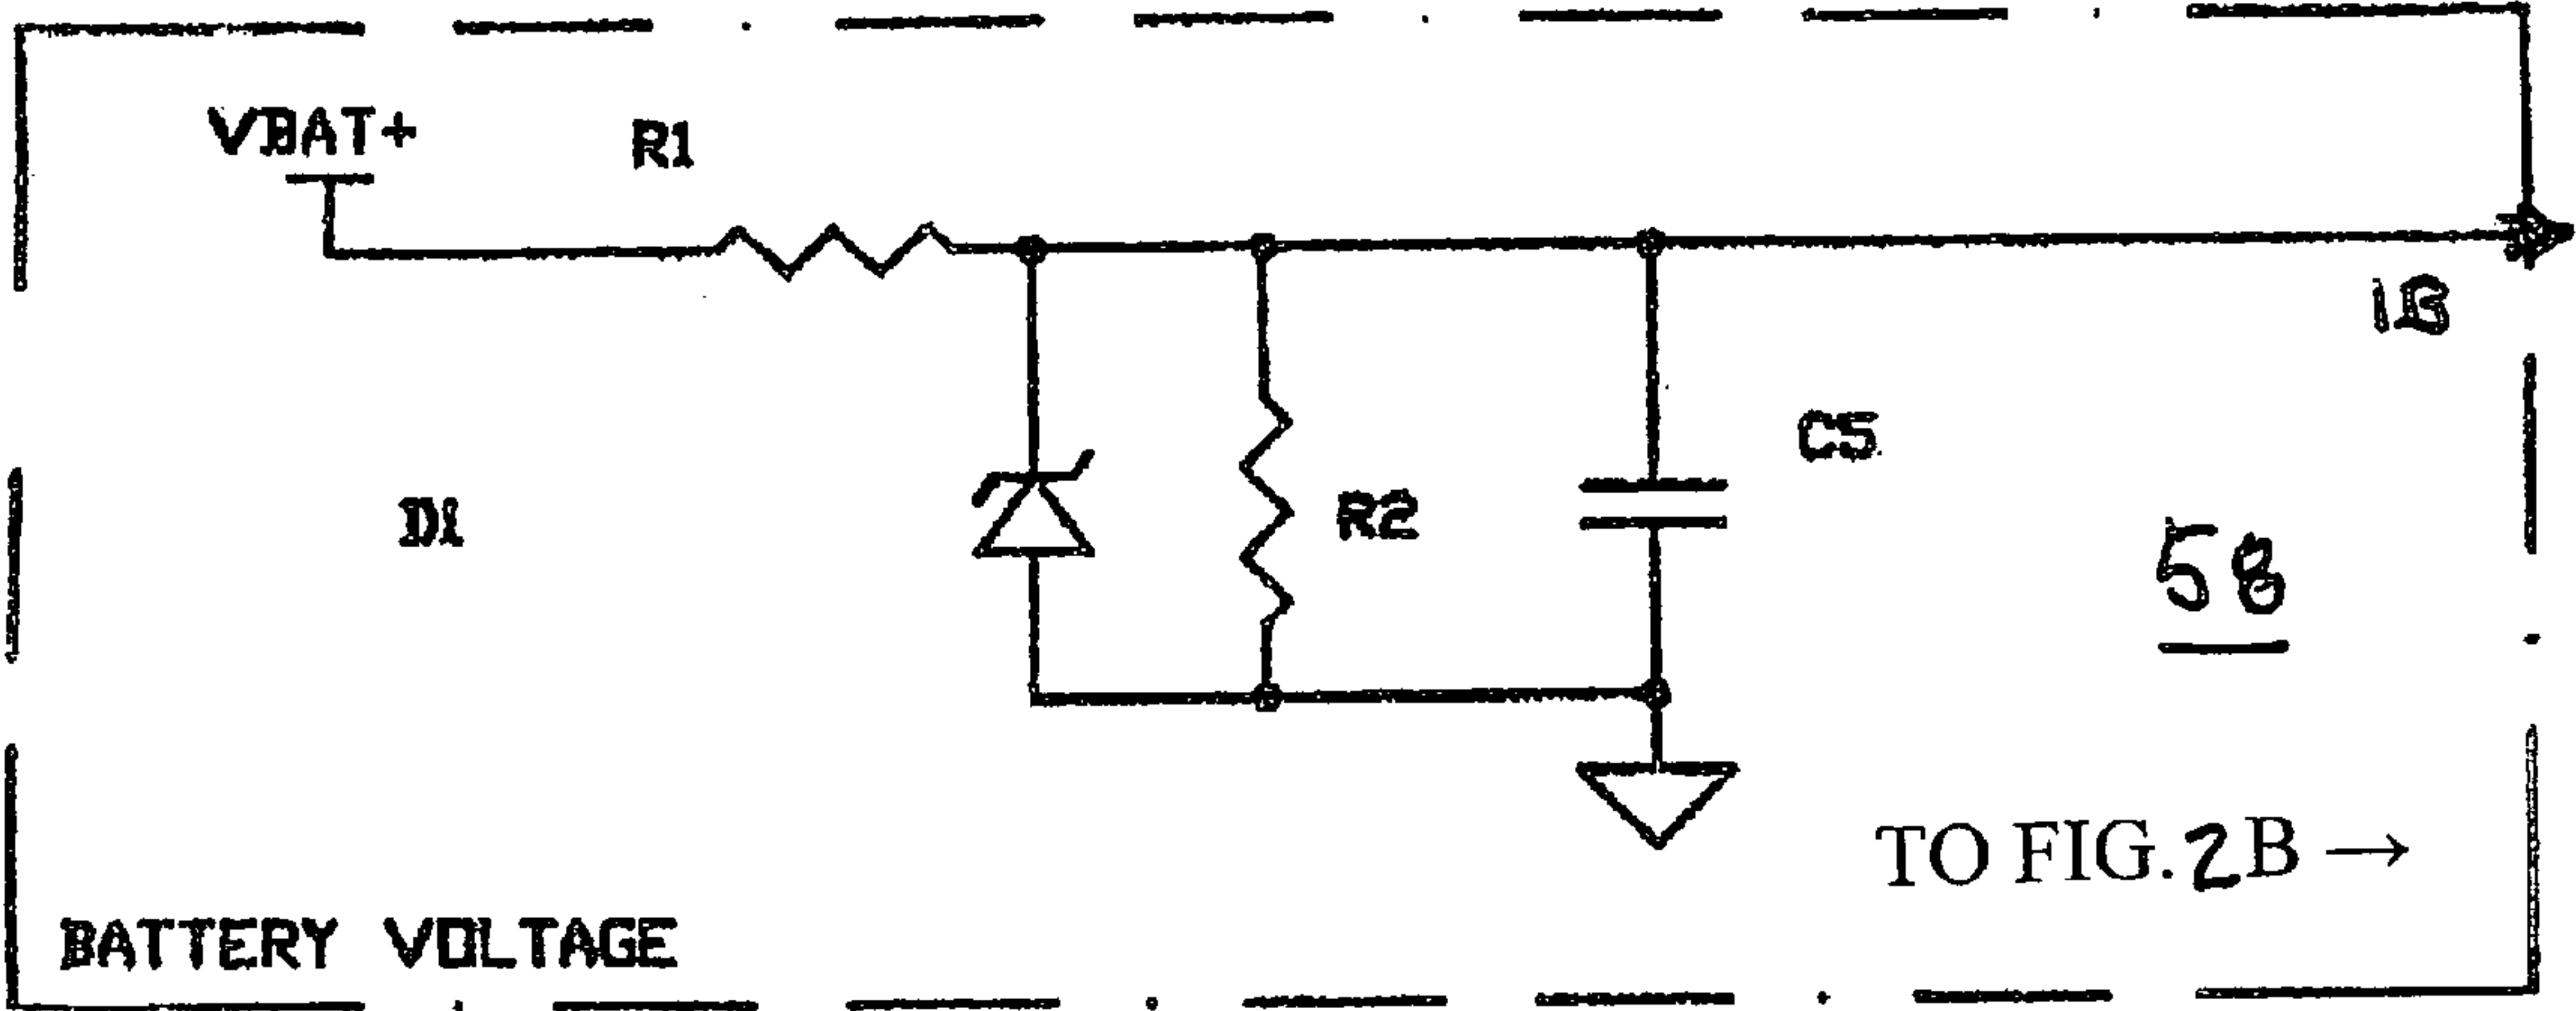 VBAT+
R1
1B
C5
D1
R2
58
TO FIG. 2B →
BATTERY VOLTAGE